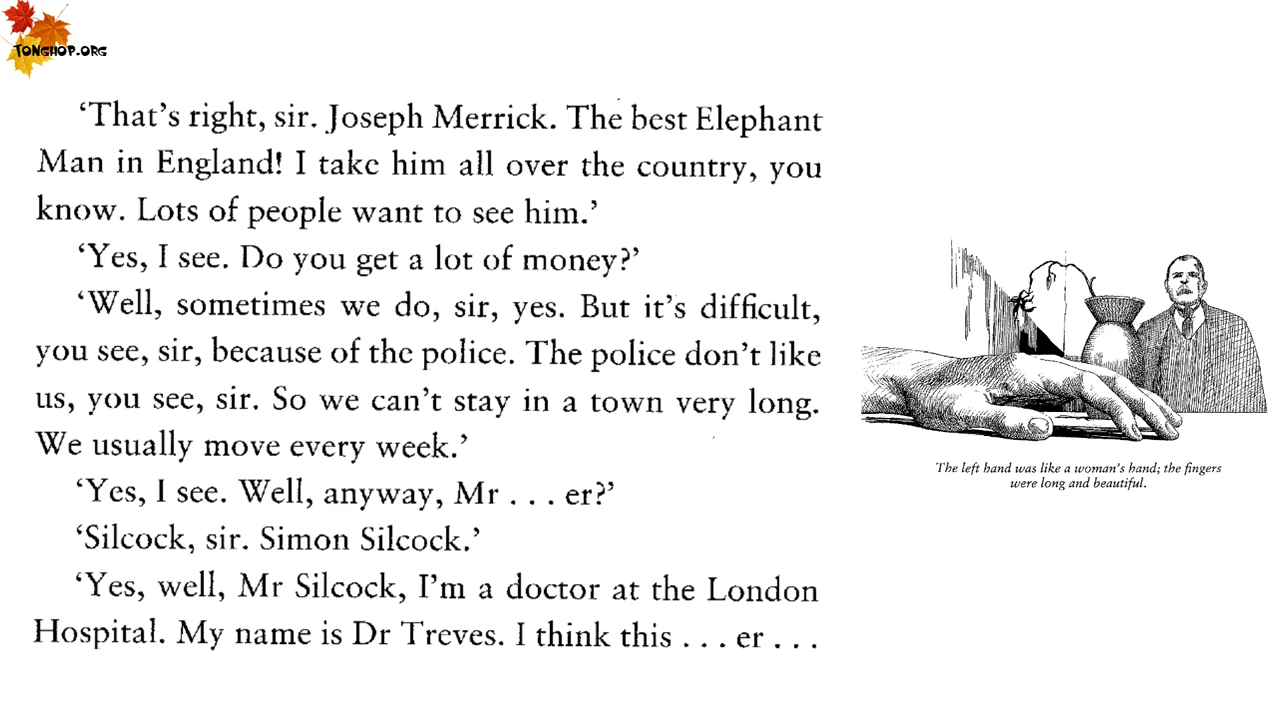 TONGHOP.ORG
‘That’s right, sir. Joseph Merrick. The best Elephant
Man in England! I take him all over the country, you
know. Lots of people want to see him.’
‘Yes, I see. Do you get a lot of money?’
‘Well, sometimes we do, sir, yes. But it’s difficult,
you see, sir, because of the police. The police don’t like
us, you see, sir. So we can’t stay in a town very long.
We usually move every week.’
‘Yes, I see. Well, anyway, Mr . . . er?’
‘Silcock, sir. Simon Silcock.’
‘Yes, well, Mr Silcock, I’m a doctor at the London
Hospital. My name is Dr Treves. I think this . . . er . . .
The left hand was like a woman’s hand; the fingers
were long and beautiful.